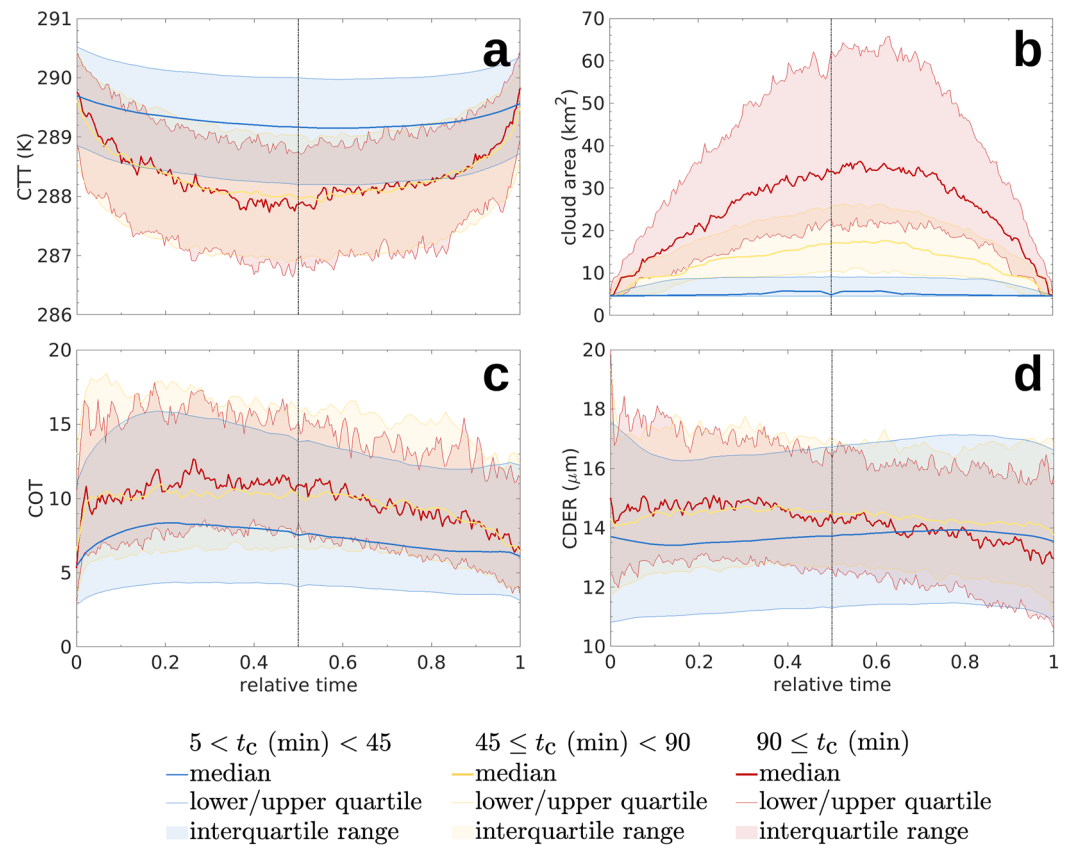 a
CTT (K)
291
290
289
288
287
286
b
cloud area (km²)
70
60
50
40
30
20
10
0
c
COT
20
15
10
5
0
0 0.2 0.4 0.6 0.8 1
relative time
d
CDER (μm)
20
18
16
14
12
10
0 0.2 0.4 0.6 0.8 1
relative time
5 < t_C (min) < 45
median
lower/upper quartile
interquartile range
45 ≤ t_C (min) < 90
median
lower/upper quartile
interquartile range
90 ≤ t_C (min)
median
lower/upper quartile
interquartile range